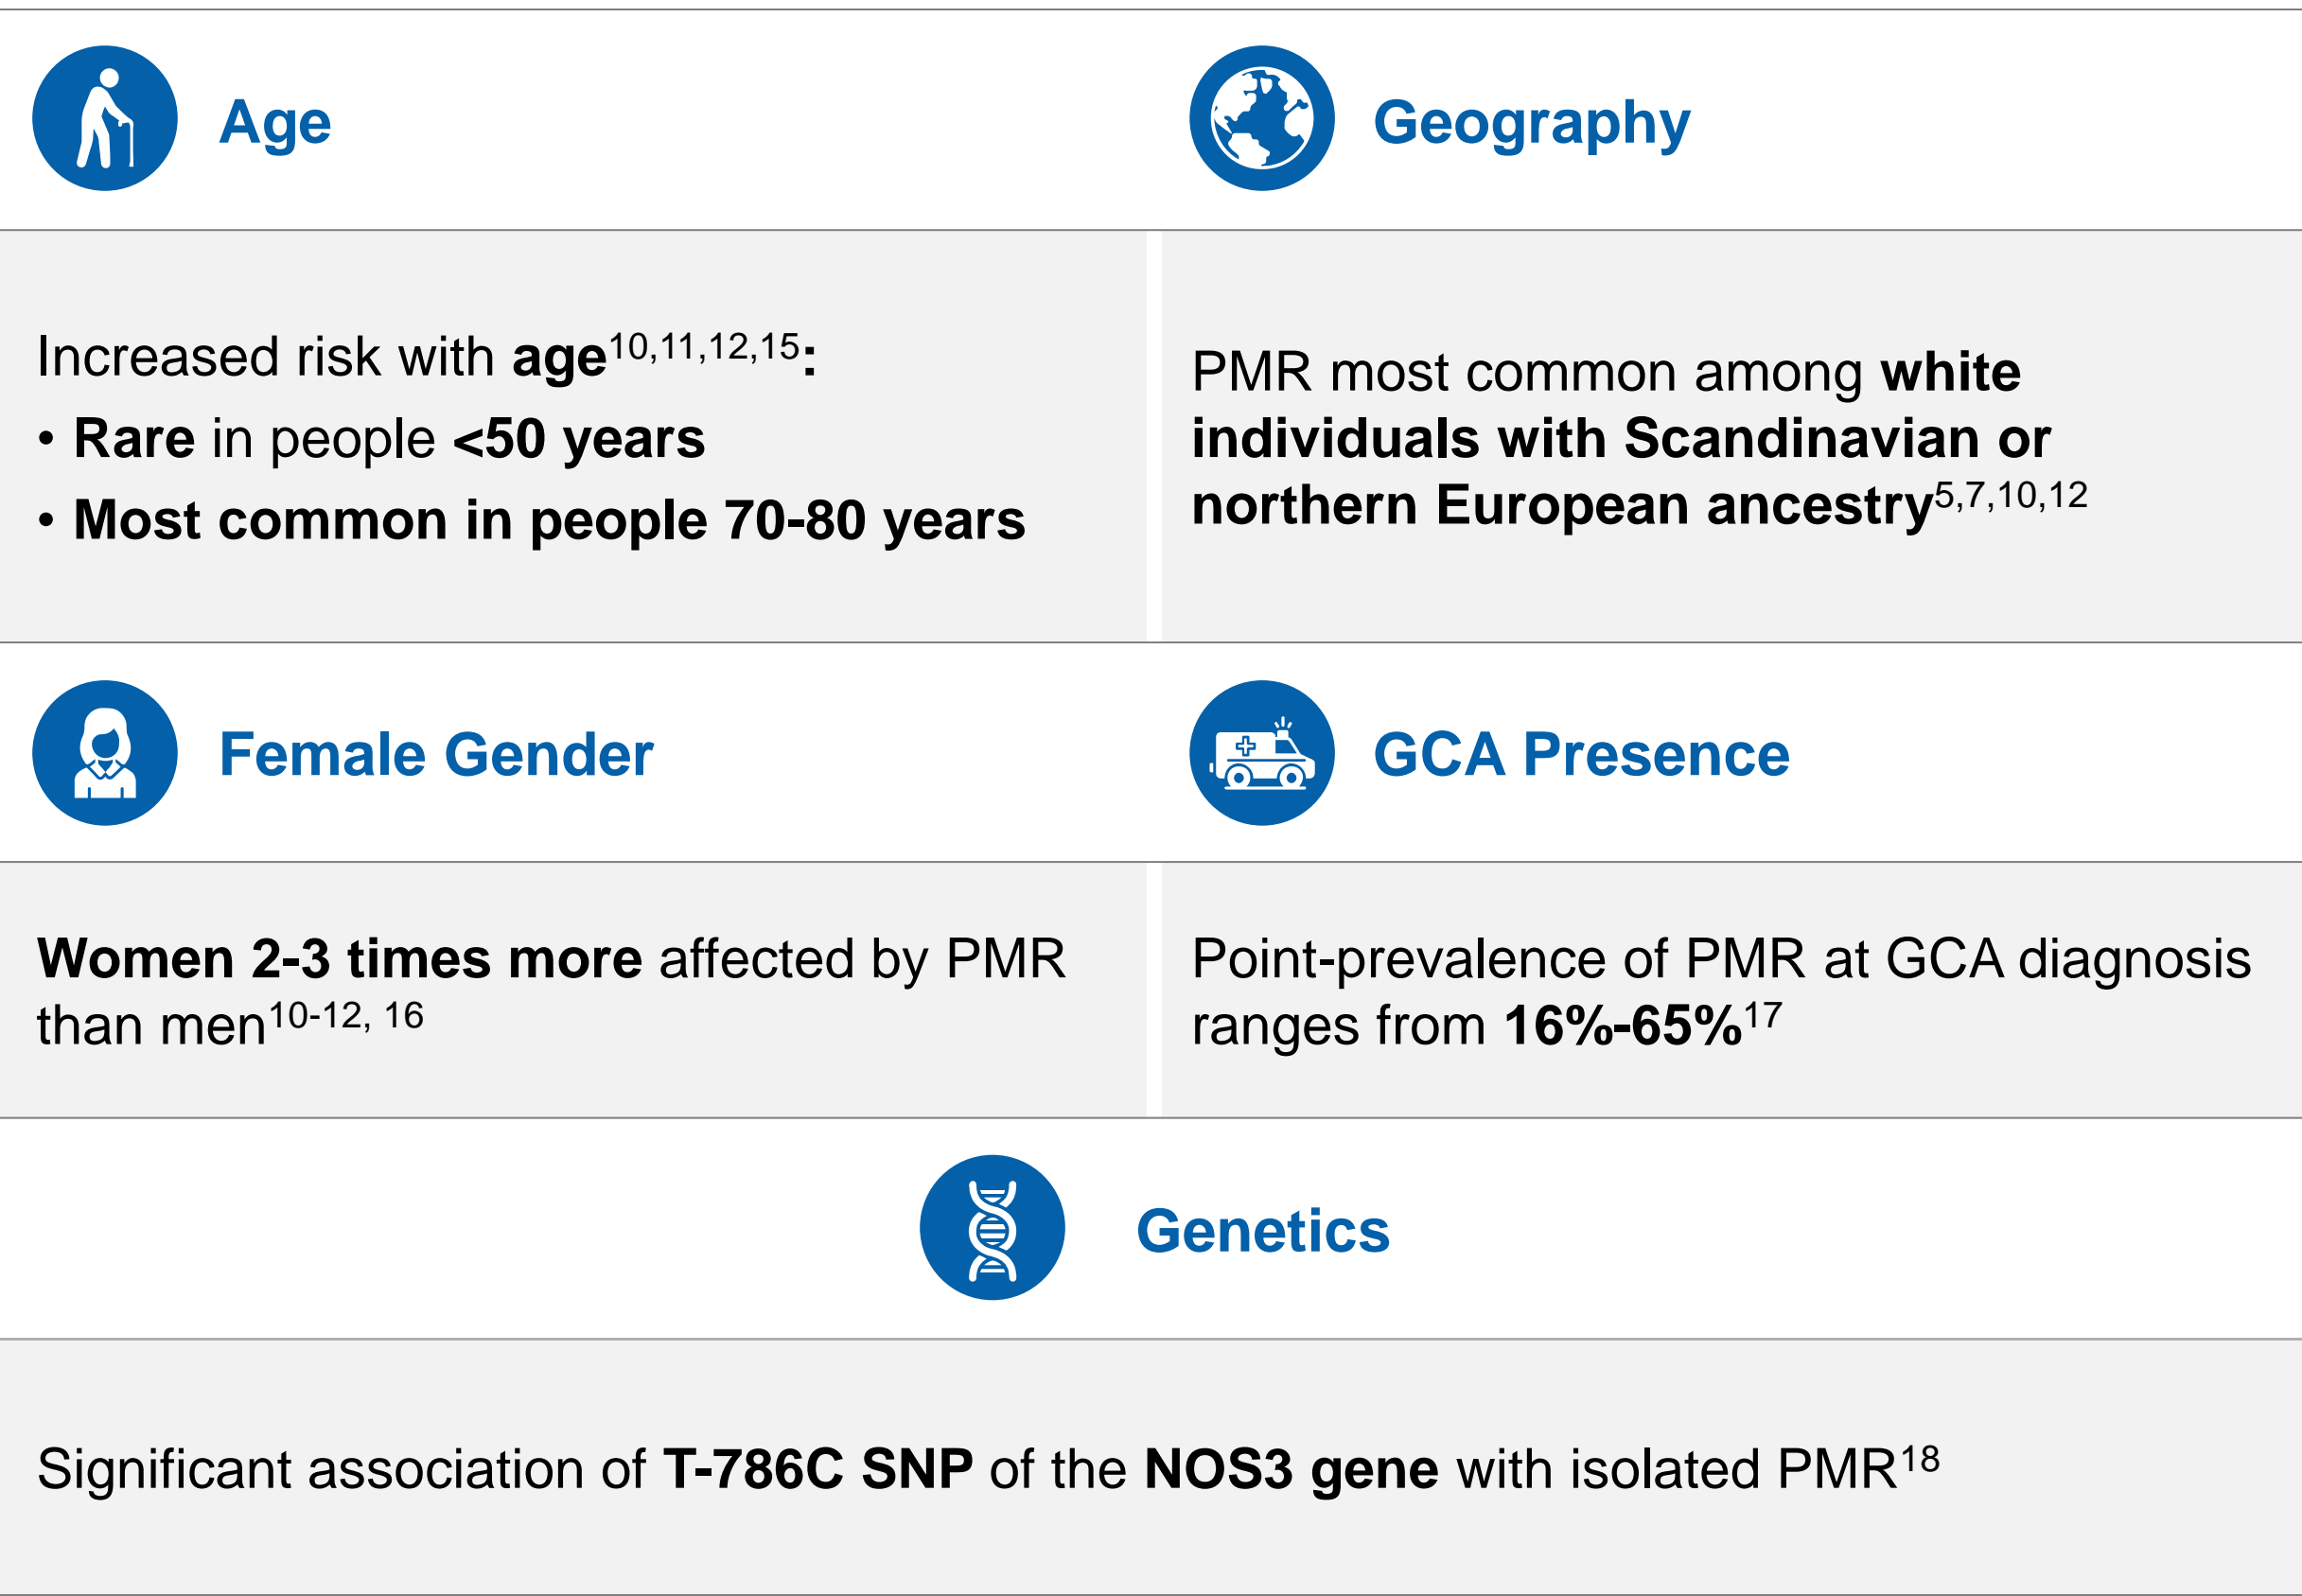 Age
Geography
Increased risk with age10,11,12,15:
• Rare in people <50 years
• Most common in people 70-80 years
PMR most common among white
individuals with Scandinavian or
northern European ancestry5,7,10,12
Female Gender
GCA Presence
Women 2-3 times more affected by PMR
than men10-12, 16
Point-prevalence of PMR at GCA diagnosis
ranges from 16%-65%17
Genetics
Significant association of T-786C SNP of the NOS3 gene with isolated PMR18